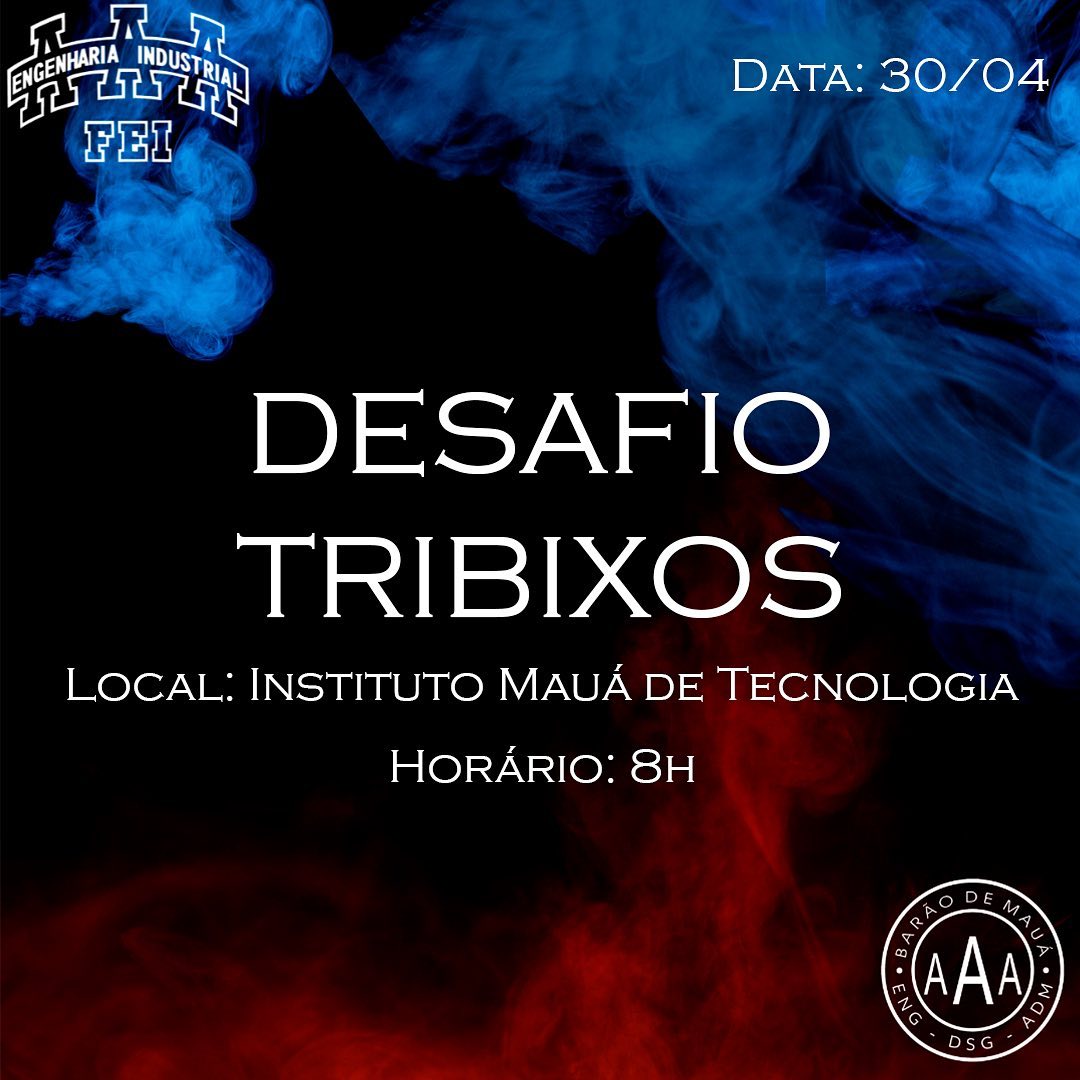 AAA
ENGENHARIA INDUSTRIAL
FEI
DATA: 30/04
DESAFIO
TRIBIXOS
LOCAL: INSTITUTO MAUÁ DE TECNOLOGIA
HORÁRIO: 8H
BARÃO DE MAUÁ
AAA
ENG - DSG - ADM